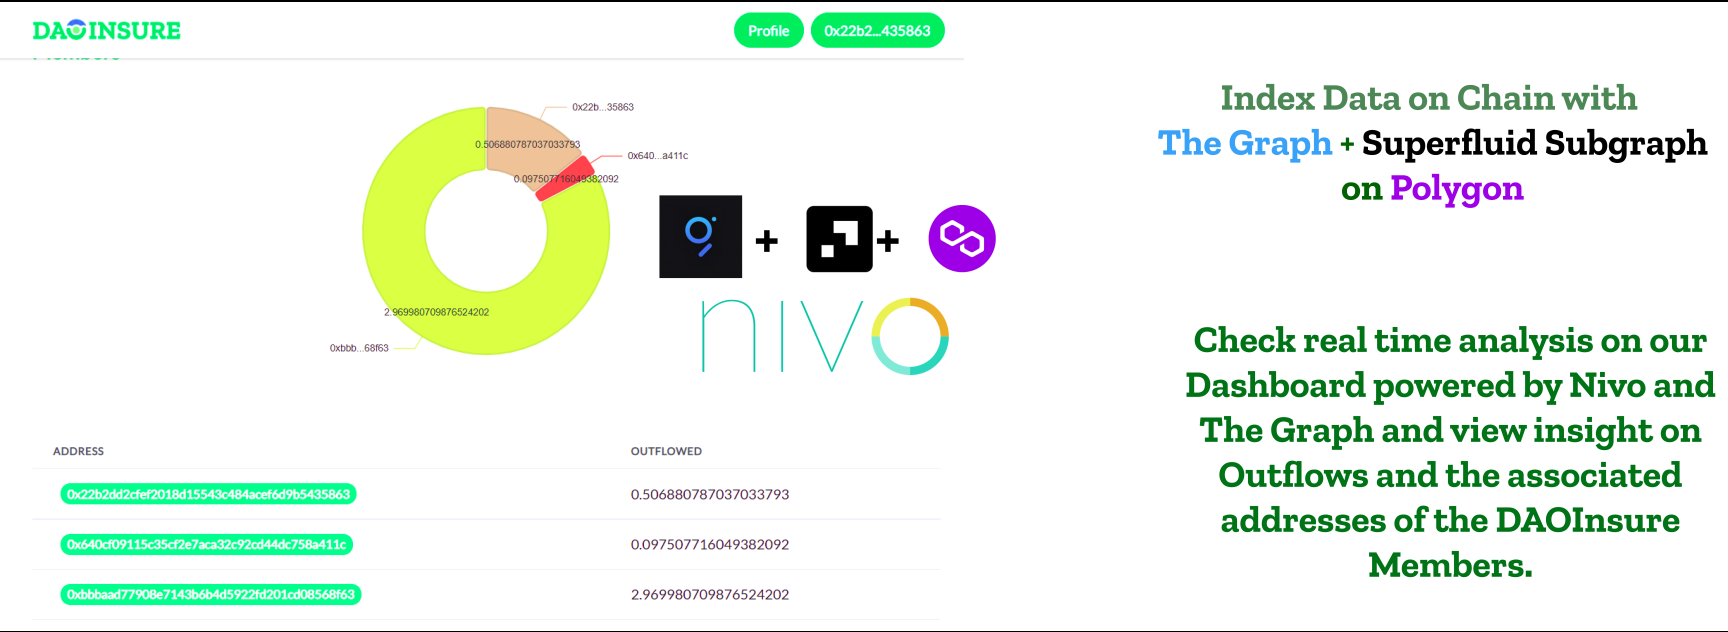 DAOINSURE
Profile
0x22b2...435863
Members
0x22b...35863
0.506880787037033793
0x640...a411c
0.097507716049382092
2.969980709876524202
0xbbb...68f63
+
+
nivo
ADDRESS
OUTFLOWED
0x22b2dd2cfef2018d15543c484acef6d9b5435863
0.506880787037033793
0x640cf09115c35cf2e7aca32c92cd44dc758a411c
0.097507716049382092
0xbbbaad77908e7143b6b4d5922fd201cd08568f63
2.969980709876524202
Index Data on Chain with
The Graph + Superfluid Subgraph
on Polygon
Check real time analysis on our
Dashboard powered by Nivo and
The Graph and view insight on
Outflows and the associated
addresses of the DAOInsure
Members.